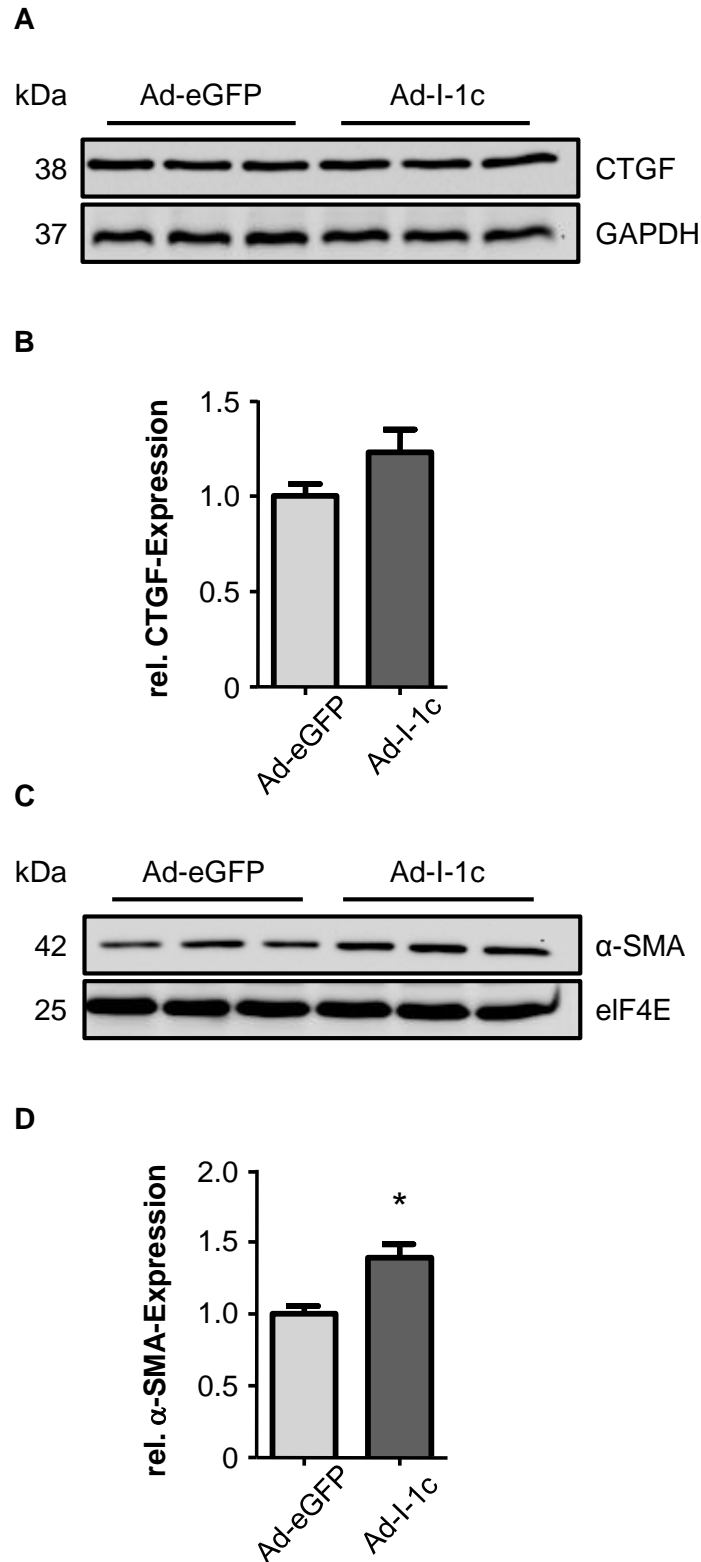 A
kDa Ad-eGFP Ad-I-1c
38 CTGF
37 GAPDH
B
rel. CTGF-Expression
1.5
1.0
0.5
0
Ad-eGFP Ad-I-1c
C
kDa Ad-eGFP Ad-I-1c
42 α-SMA
25 eIF4E
D
rel. α-SMA-Expression
2.0
*
1.5
1.0
0.5
0
Ad-eGFP Ad-I-1c